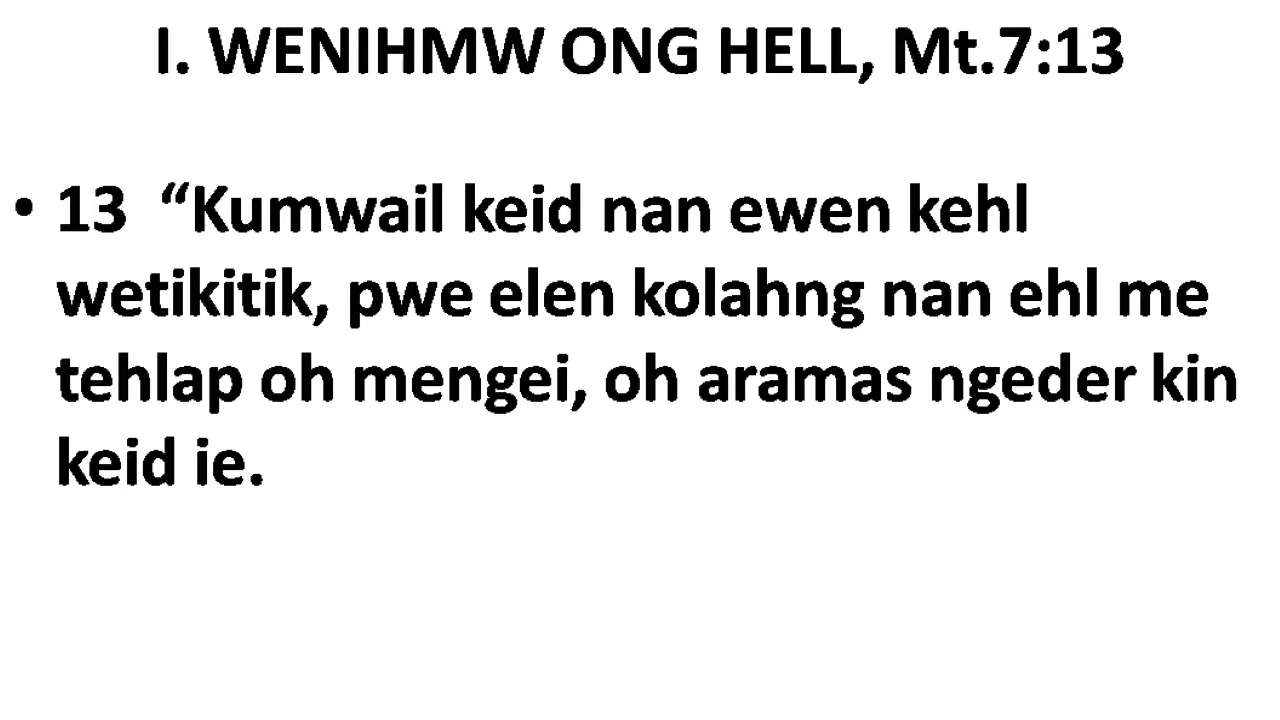 I. WENIHMW ONG HELL, Mt.7:13
• 13 “Kumwail keid nan ewen kehl
wetikitik, pwe elen kolahng nan ehl me
tehlap oh mengei, oh aramas ngeder kin
keid ie.